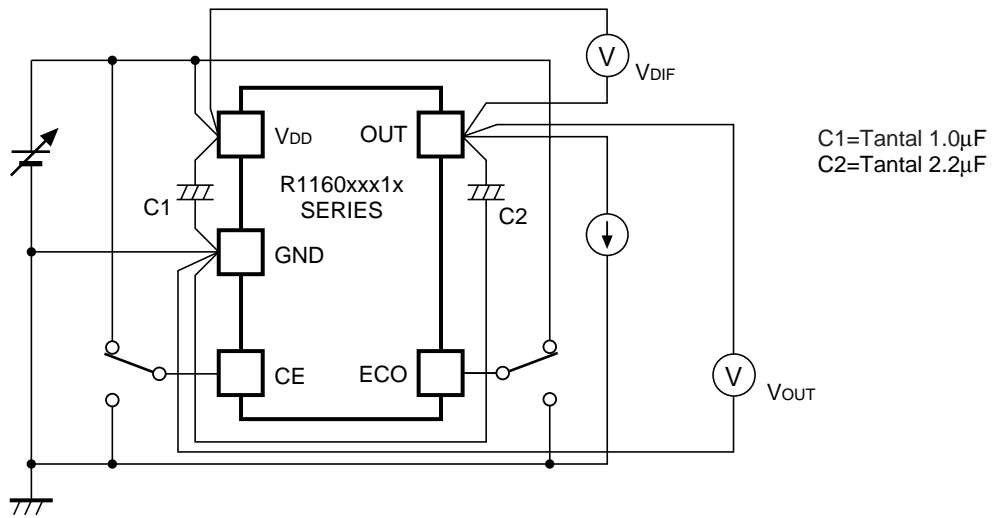 V
VDIF
VDD
OUT
C1=Tantal 1.0μF
C2=Tantal 2.2μF
R1160xxx1x
SERIES
C1
C2
GND
CE
ECO
V
VOUT